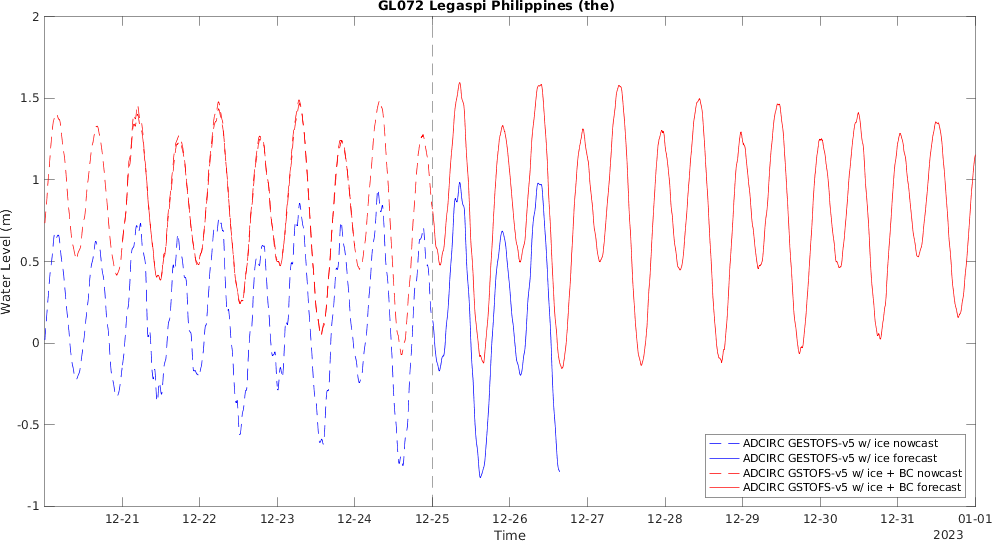 GL072 Legaspi Philippines (the)
2
1.5
1
0.5
0
-0.5
-1
Water Level (m)
ADCIRC GESTOFS-v5 w/ ice nowcast
ADCIRC GESTOFS-v5 w/ ice forecast
ADCIRC GSTOFS-v5 w/ ice + BC nowcast
ADCIRC GSTOFS-v5 w/ ice + BC forecast
12-21 12-22 12-23 12-24 12-25 12-26 12-27 12-28 12-29 12-30 12-31 01-01
Time
2023